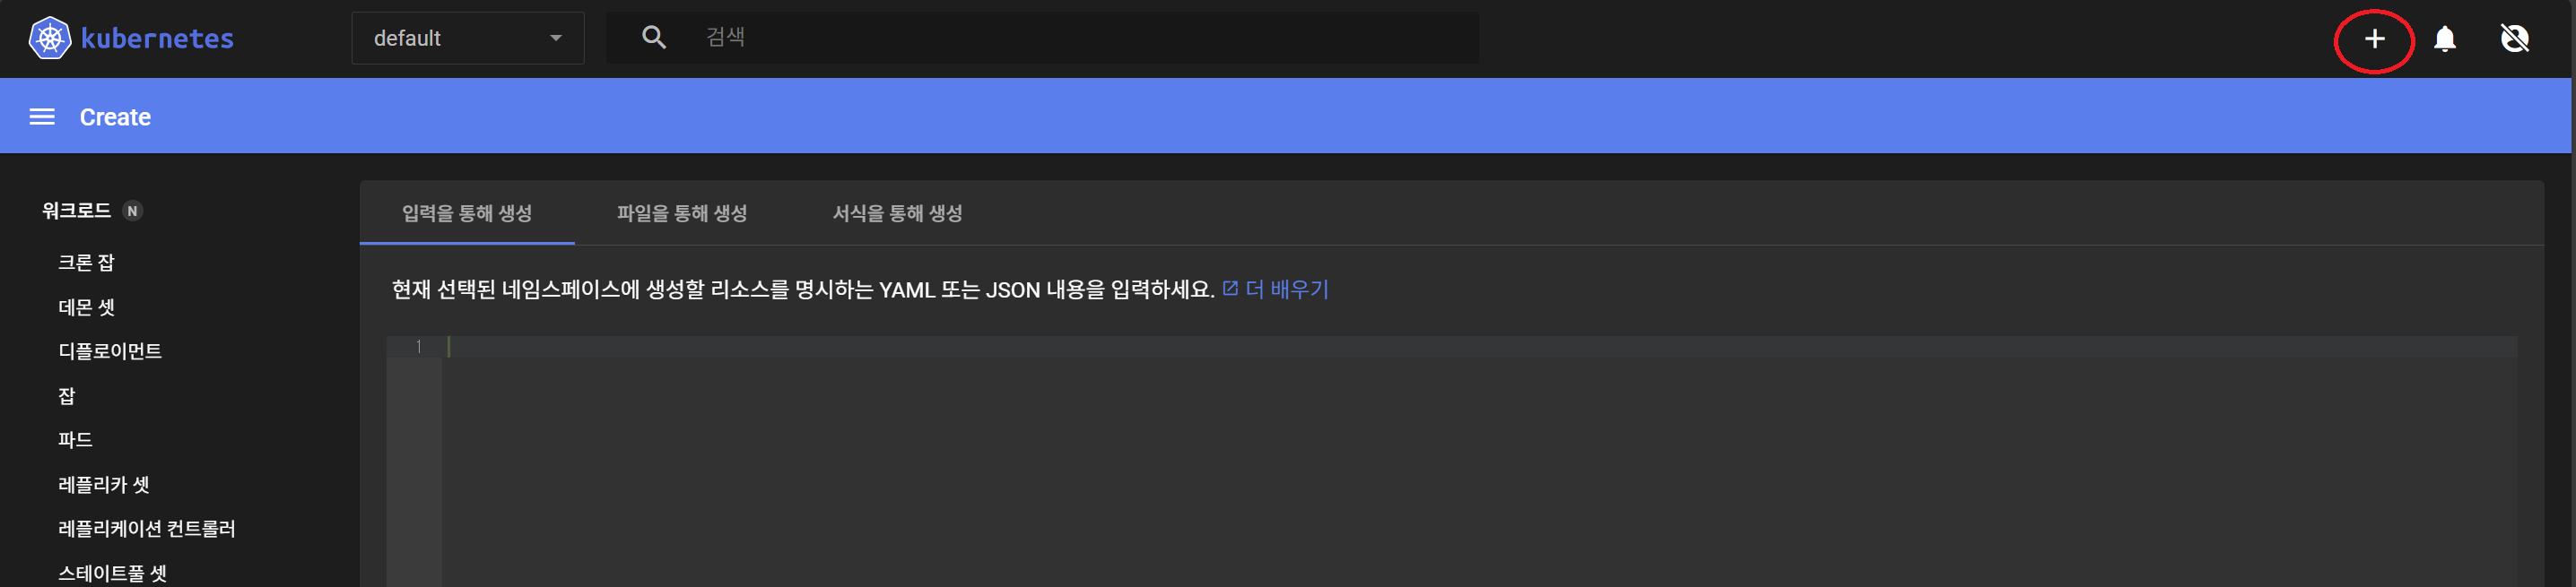 kubernetes
default
검색
Create
워크로드 N
입력을 통해 생성 파일을 통해 생성 서식을 통해 생성
크론 잡
현재 선택된 네임스페이스에 생성할 리소스를 명시하는 YAML 또는 JSON 내용을 입력하세요. 더 배우기
데몬 셋
디플로이먼트
1
잡
파드
레플리카 셋
레플리케이션 컨트롤러
스테이트풀 셋